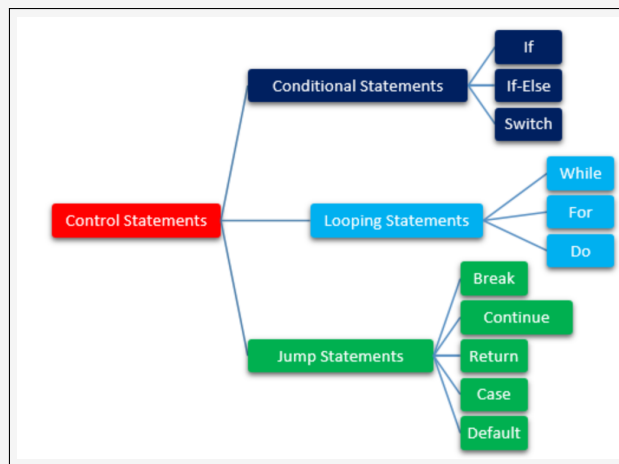 Control Statements
Conditional Statements
If
If-Else
Switch
Looping Statements
While
For
Do
Jump Statements
Break
Continue
Return
Case
Default